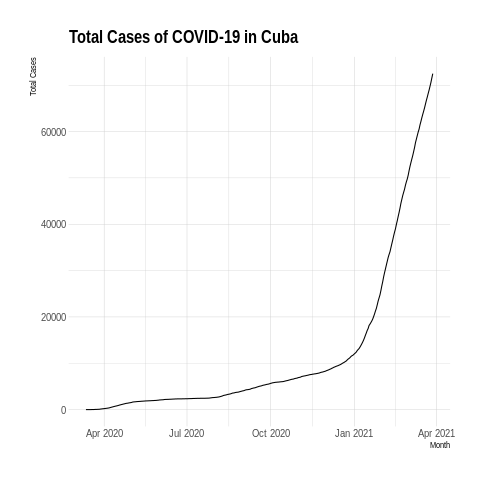 Total Cases of COVID-19 in Cuba
Total Cases
60000
40000
20000
0
Apr 2020 Jul 2020 Oct 2020 Jan 2021 Apr 2021
Month